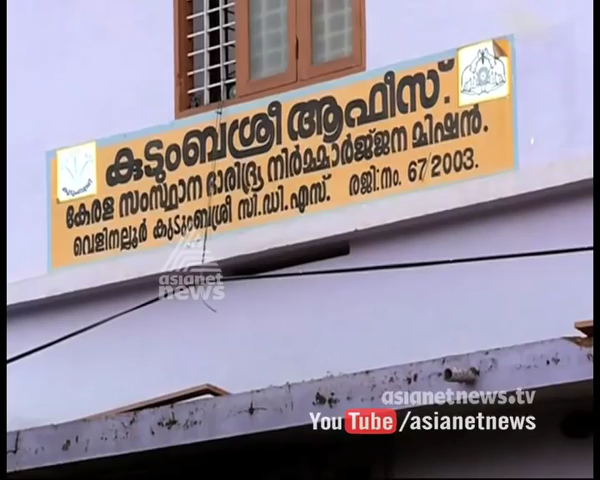 കുടുംബശ്രീ ആഫീസ്.
കേരള സംസ്ഥാന ദാരിദ്ര്യ നിർമ്മാർജ്ജന മിഷൻ.
വെളിനല്ലൂർ കുടുംബശ്രീ സി.ഡി.എസ്. രജി:നം. 67/2003.
asianet
news
asianetnews.tv
YouTube/asianetnews